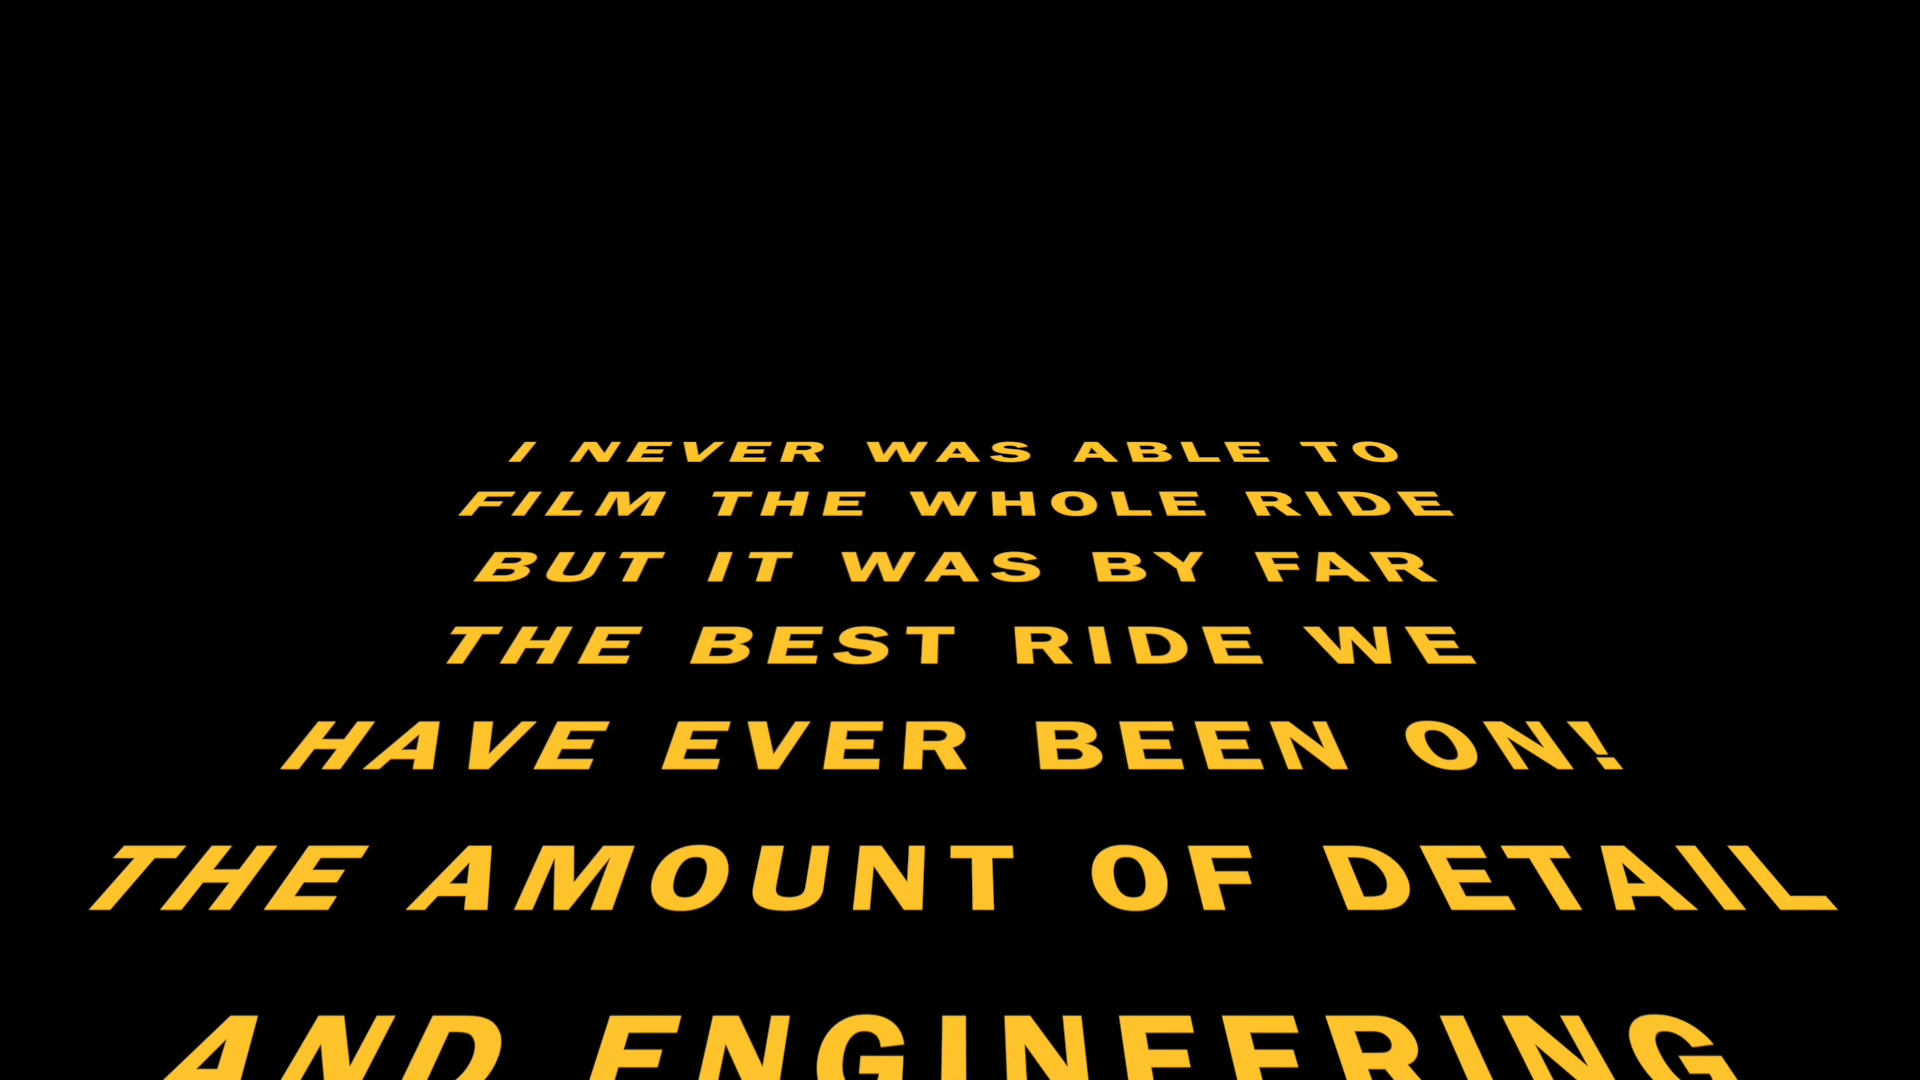 I NEVER WAS ABLE TO
FILM THE WHOLE RIDE
BUT IT WAS BY FAR
THE BEST RIDE WE
HAVE EVER BEEN ON!
THE AMOUNT OF DETAIL
AND ENGINEERING